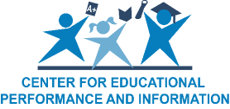 A+
CENTER FOR EDUCATIONAL
PERFORMANCE AND INFORMATION